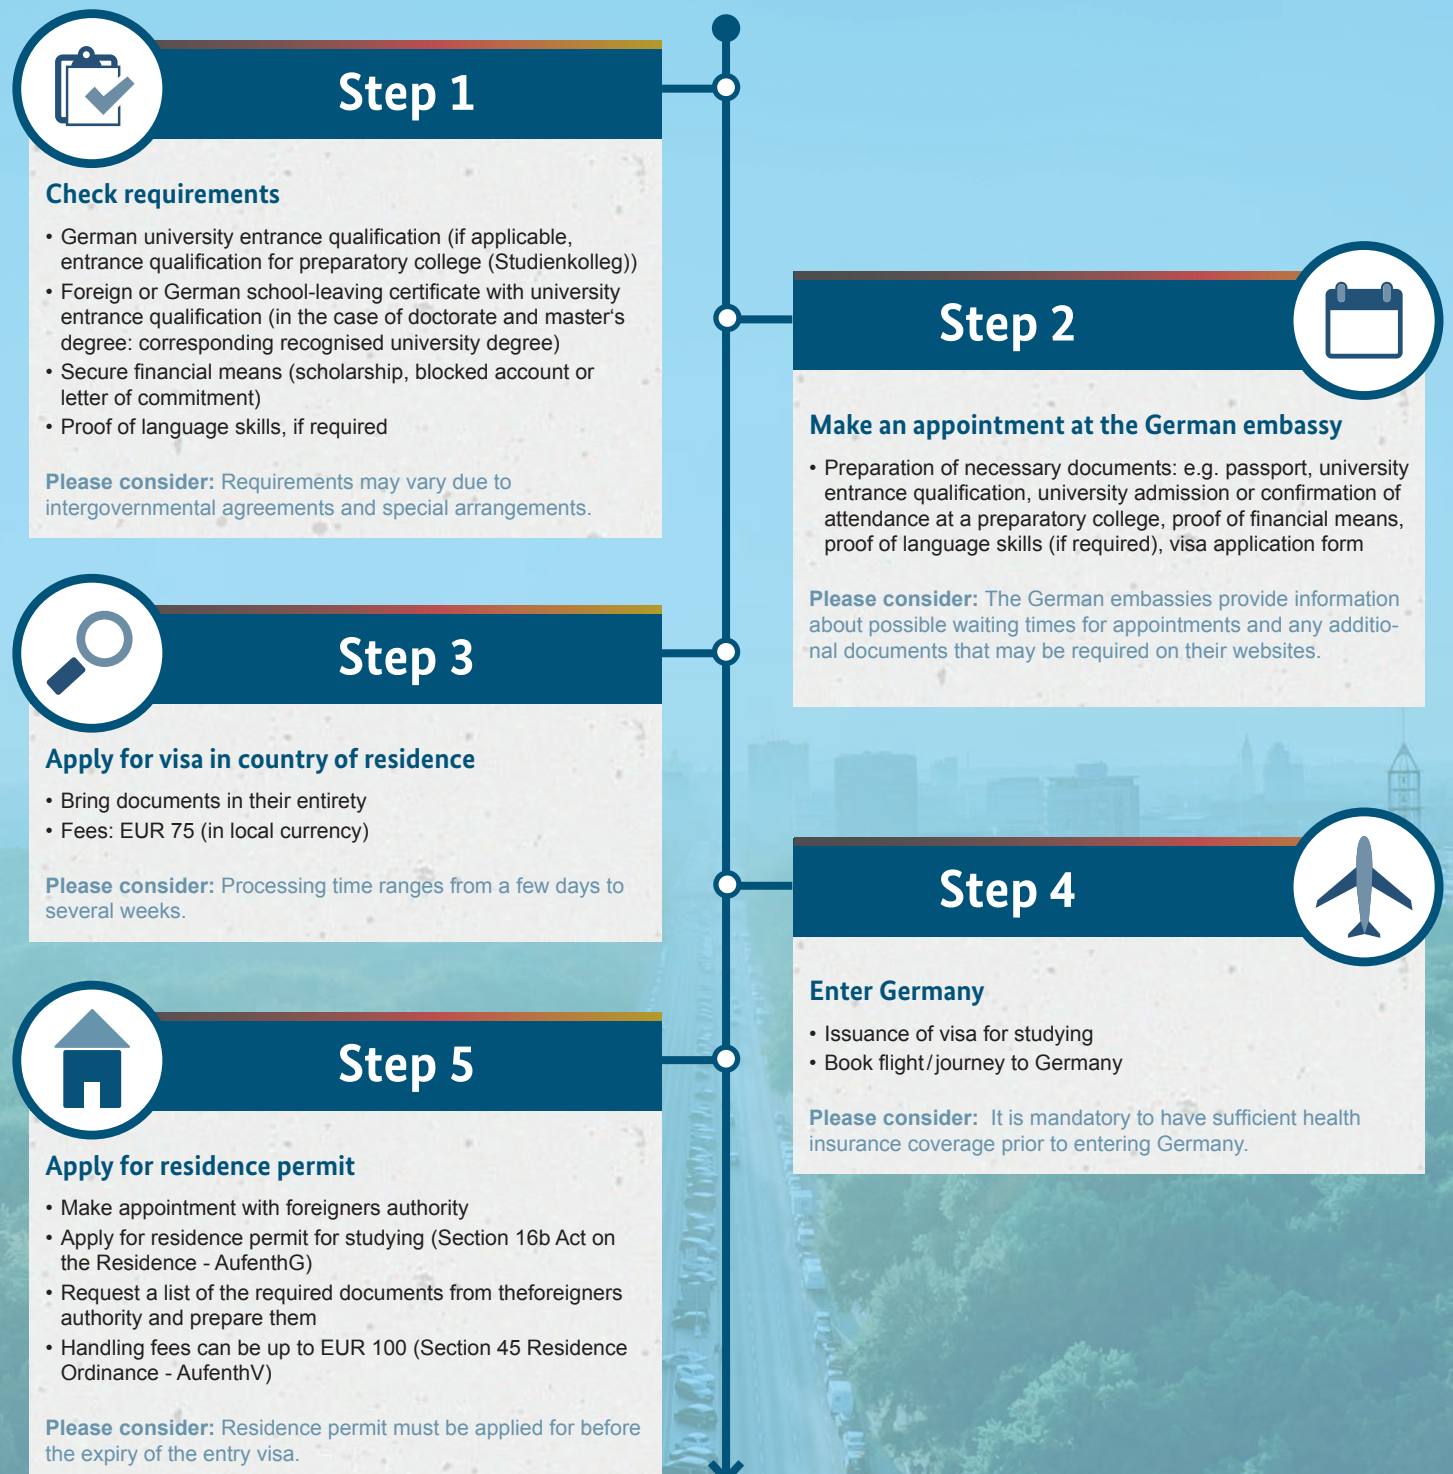 Step 1
Check requirements
• German university entrance qualification (if applicable,
entrance qualification for preparatory college (Studienkolleg))
• Foreign or German school-leaving certificate with university
entrance qualification (in the case of doctorate and master‘s
degree: corresponding recognised university degree)
• Secure financial means (scholarship, blocked account or
letter of commitment)
• Proof of language skills, if required
Please consider: Requirements may vary due to
intergovernmental agreements and special arrangements.
Step 2
Make an appointment at the German embassy
• Preparation of necessary documents: e.g. passport, university
entrance qualification, university admission or confirmation of
attendance at a preparatory college, proof of financial means,
proof of language skills (if required), visa application form
Please consider: The German embassies provide information
about possible waiting times for appointments and any additio-
nal documents that may be required on their websites.
Step 3
Apply for visa in country of residence
• Bring documents in their entirety
• Fees: EUR 75 (in local currency)
Please consider: Processing time ranges from a few days to
several weeks.
Step 4
Enter Germany
• Issuance of visa for studying
• Book flight/journey to Germany
Please consider: It is mandatory to have sufficient health
insurance coverage prior to entering Germany.
Step 5
Apply for residence permit
• Make appointment with foreigners authority
• Apply for residence permit for studying (Section 16b Act on
the Residence - AufenthG)
• Request a list of the required documents from theforeigners
authority and prepare them
• Handling fees can be up to EUR 100 (Section 45 Residence
Ordinance - AufenthV)
Please consider: Residence permit must be applied for before
the expiry of the entry visa.